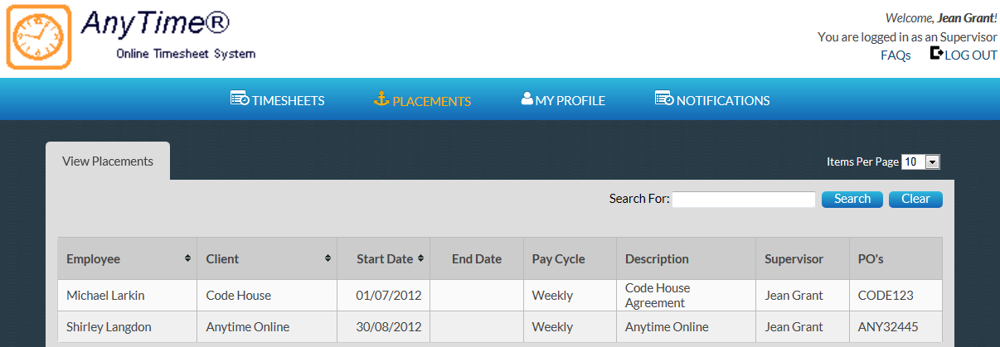 AnyTime®
Online Timesheet System
Welcome, Jean Grant!
You are logged in as an Supervisor
FAQs LOG OUT
TIMESHEETS PLACEMENTS MY PROFILE NOTIFICATIONS
View Placements
Items Per Page 10
Search For: Search Clear
Employee Client Start Date End Date Pay Cycle Description Supervisor PO's
Michael Larkin Code House 01/07/2012 Weekly Code House Agreement Jean Grant CODE123
Shirley Langdon Anytime Online 30/08/2012 Weekly Anytime Online Jean Grant ANY32445